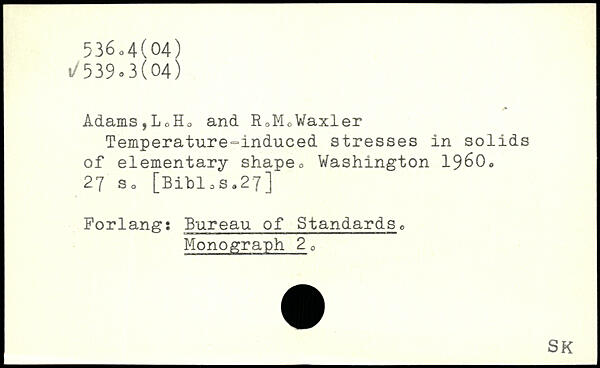 536.4(04)
✓539.3(04)
Adams,L.H. and R.M.Waxler
Temperature-induced stresses in solids
of elementary shape. Washington 1960.
27 s. [Bibl.s.27]
Forlang: Bureau of Standards.
Monograph 2.
SK